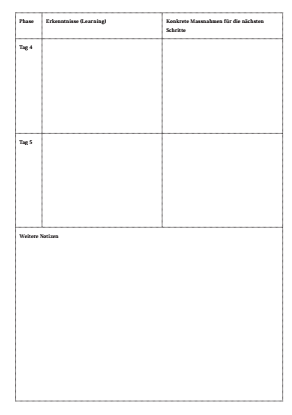 Phase Erkenntnisse (Learning) Konkrete Massnahmen für die nächsten
Schritte
Tag 4
Tag 5
Weitere Notizen